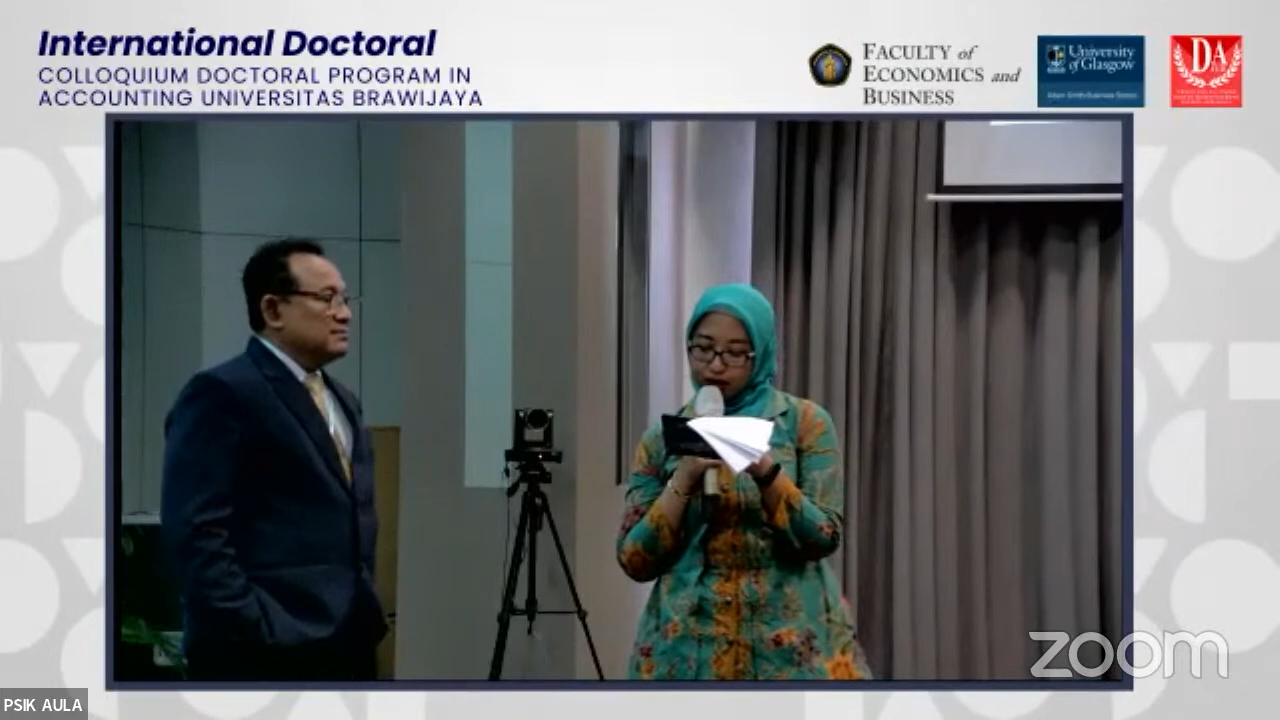 International Doctoral
COLLOQUIUM DOCTORAL PROGRAM IN
ACCOUNTING UNIVERSITAS BRAWIJAYA
FACULTY of
ECONOMICS and
BUSINESS
University
of Glasgow
DA
zoom
PSIK AULA